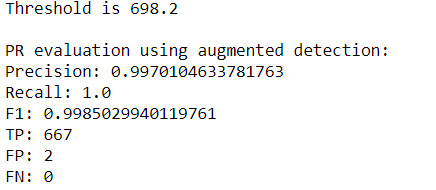 Threshold is 698.2
PR evaluation using augmented detection:
Precision: 0.9970104633781763
Recall: 1.0
F1: 0.9985029940119761
TP: 667
FP: 2
FN: 0